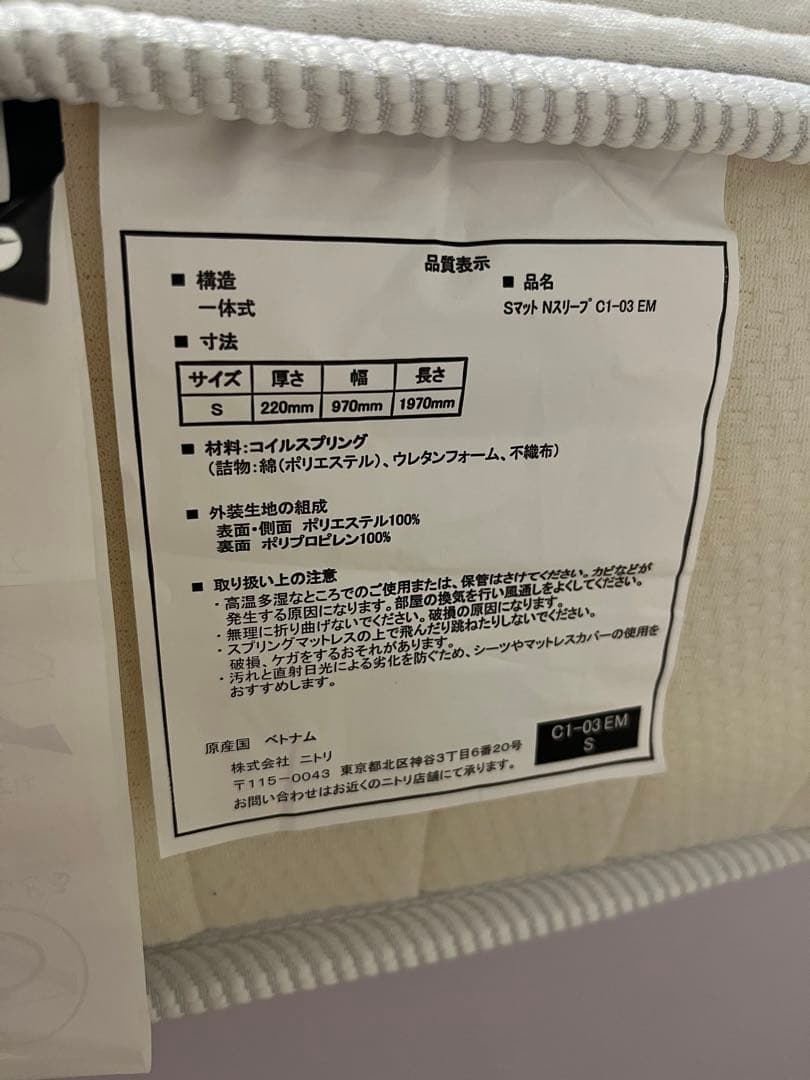 品質表示
■ 構造
一体式
■ 品名
Sマット Nスリープ C1-03 EM
■ 寸法
サイズ 厚さ 幅 長さ
S 220mm 970mm 1970mm
■ 材料:コイルスプリング
(詰物:綿(ポリエステル)、ウレタンフォーム、不織布)
■ 外装生地の組成
表面・側面 ポリエステル100%
裏面 ポリプロピレン100%
■ 取り扱い上の注意
・高温多湿なところでのご使用または、保管はさけてください。カビなどが
発生する原因になります。部屋の換気を行い風通しをよくしてください。
・無理に折り曲げないでください。破損の原因になります。
・スプリングマットレスの上で飛んだり跳ねたりしないでください。
破損、ケガをするおそれがあります。
・汚れと直射日光による劣化を防ぐため、シーツやマットレスカバーの使用を
おすすめします。
原産国 ベトナム
株式会社 ニトリ
〒115-0043 東京都北区神谷3丁目6番20号
お問い合わせはお近くのニトリ店舗にて承ります。
C1-03 EM
S